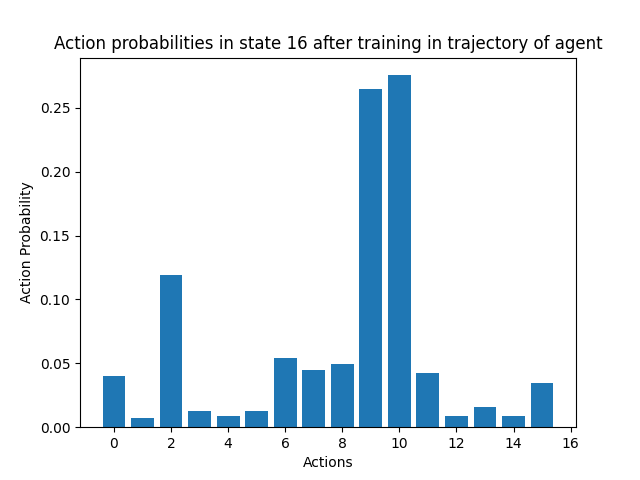 Action probabilities in state 16 after training in trajectory of agent
0.25
0.20
0.15
0.10
0.05
0.00
Action Probability
0 2 4 6 8 10 12 14 16
Actions